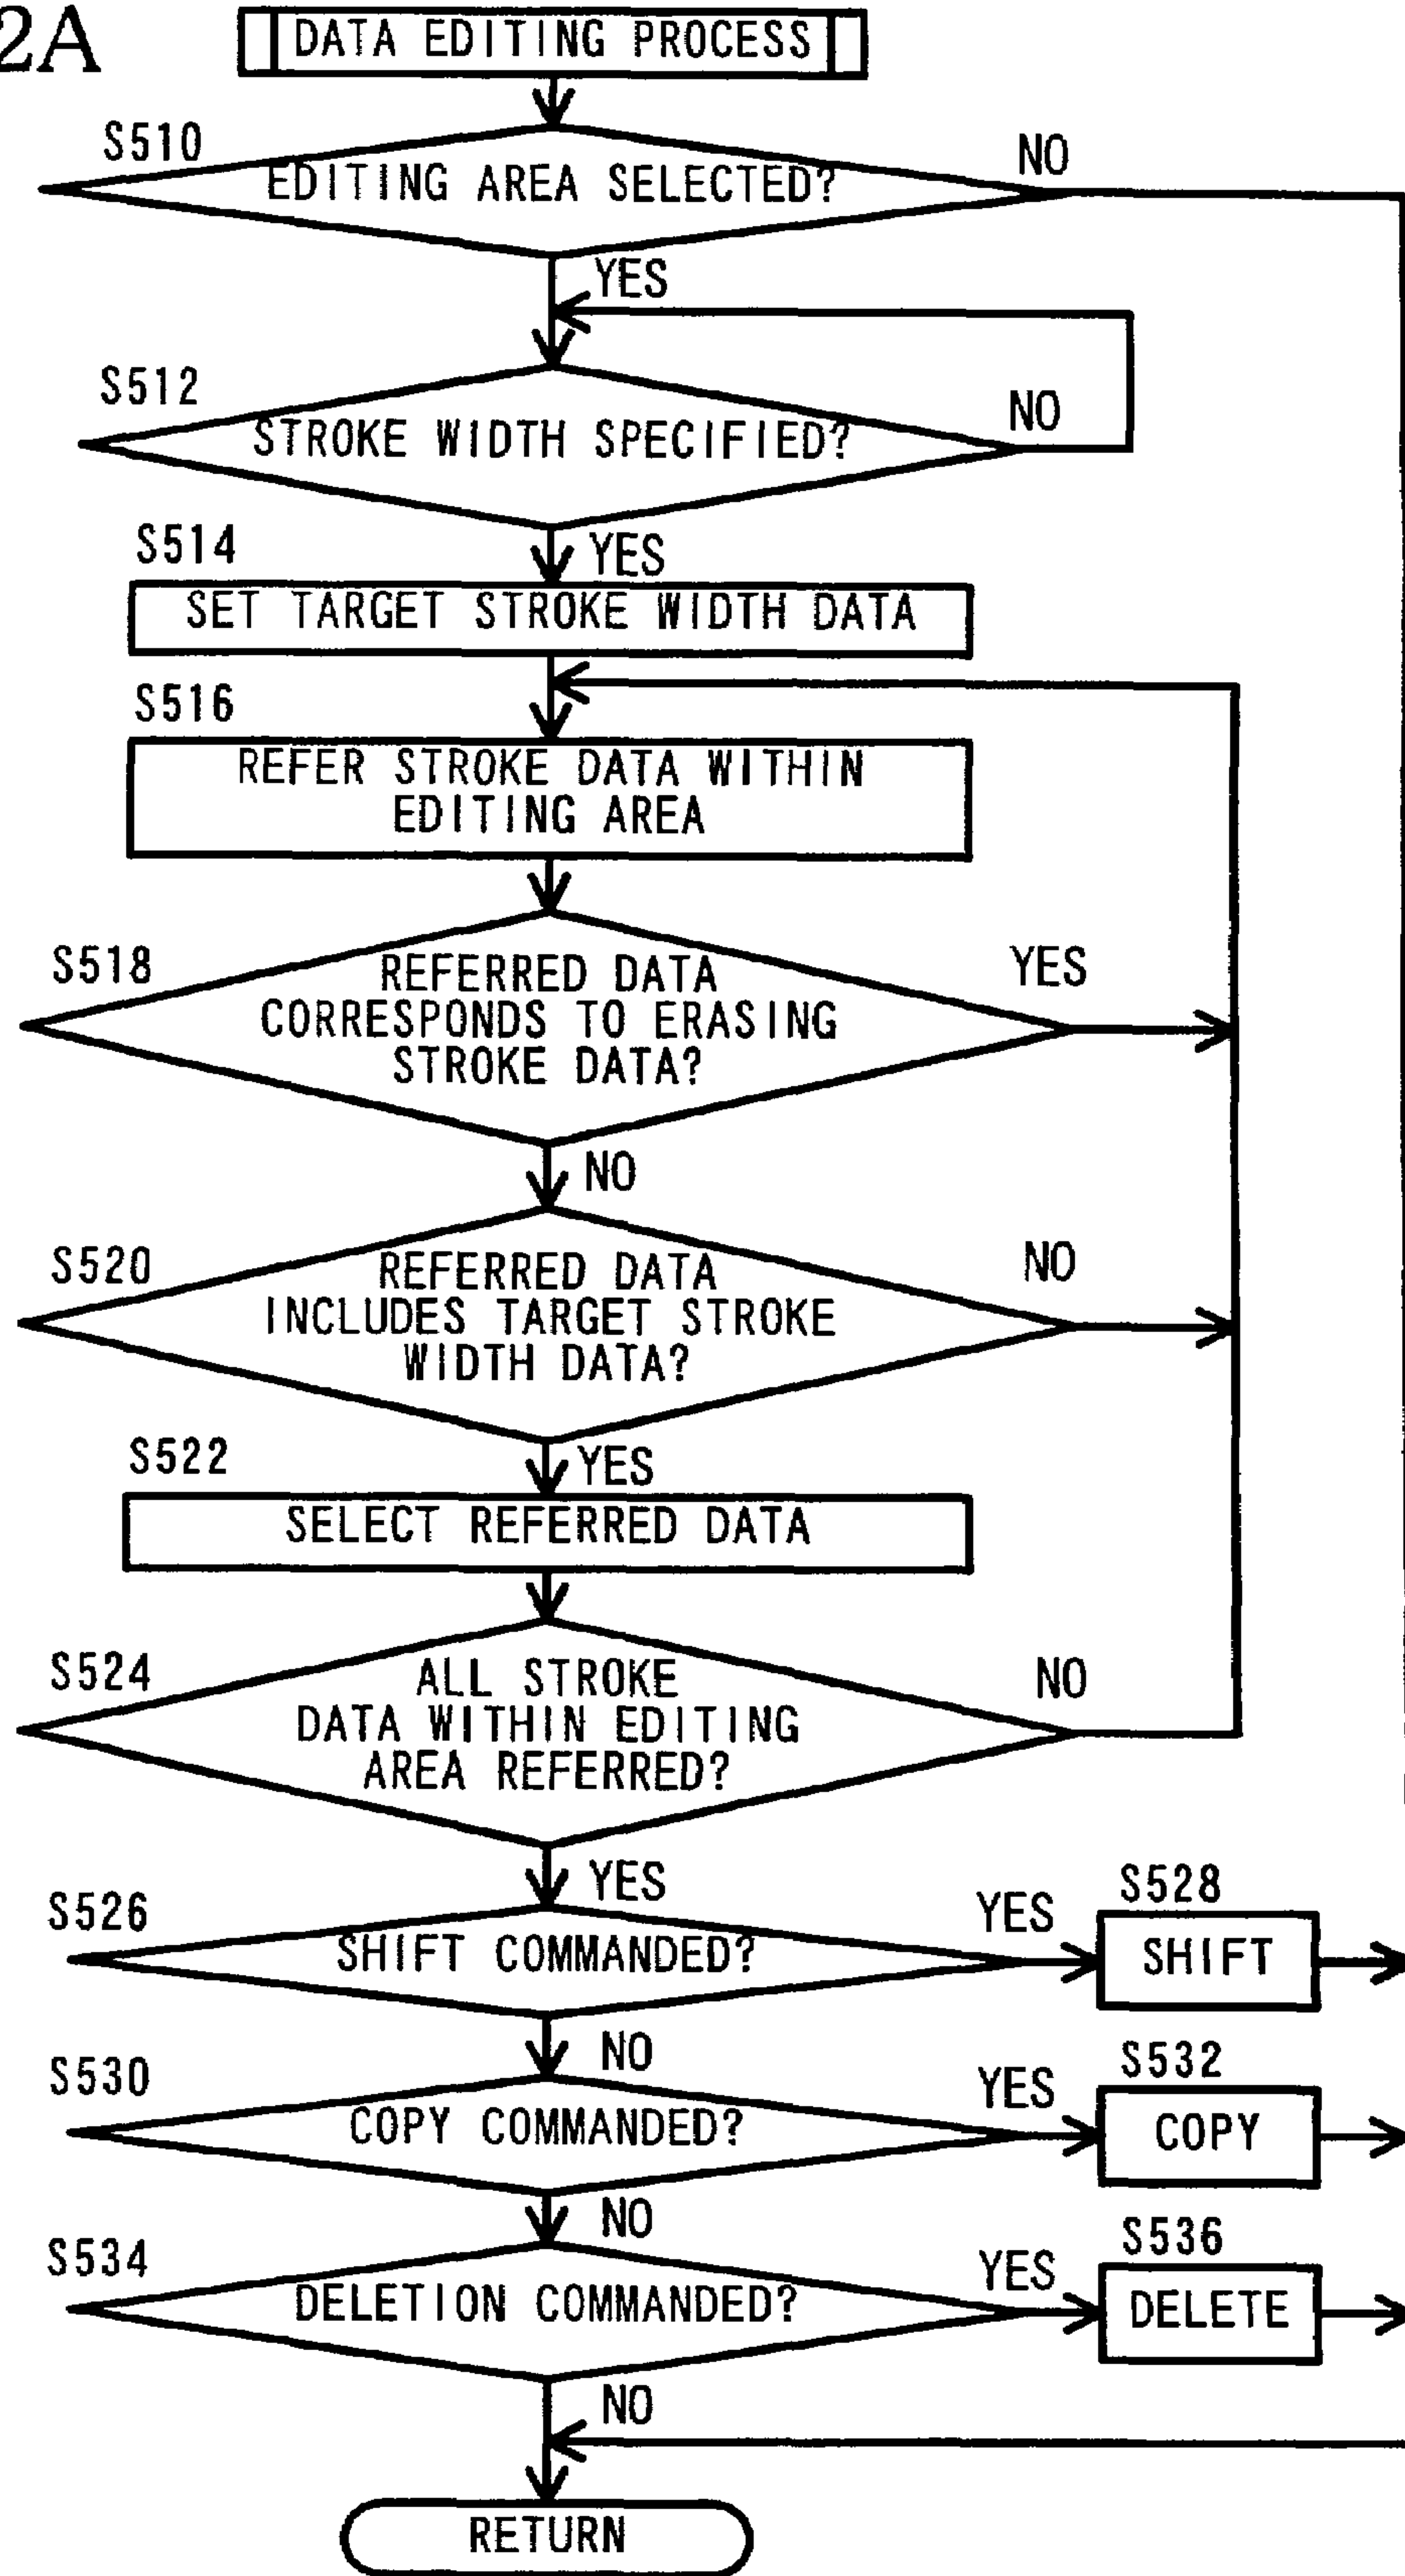 2A
DATA EDITING PROCESS
S510
EDITING AREA SELECTED?
NO
YES
S512
STROKE WIDTH SPECIFIED?
NO
YES
S514
SET TARGET STROKE WIDTH DATA
S516
REFER STROKE DATA WITHIN
EDITING AREA
S518
REFERRED DATA
CORRESPONDS TO ERASING
STROKE DATA?
YES
NO
S520
REFERRED DATA
INCLUDES TARGET STROKE
WIDTH DATA?
NO
YES
S522
SELECT REFERRED DATA
S524
ALL STROKE
DATA WITHIN EDITING
AREA REFERRED?
NO
YES
S526
SHIFT COMMANDED?
YES
S528
SHIFT
NO
S530
COPY COMMANDED?
YES
S532
COPY
NO
S534
DELETION COMMANDED?
YES
S536
DELETE
NO
RETURN